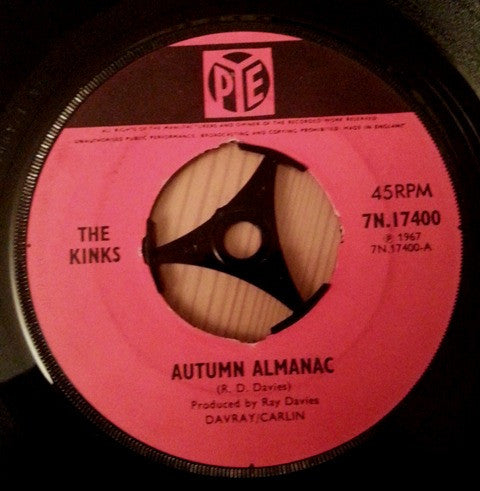 PYE
ALL RIGHTS OF THE MANUFACTURERS AND OWNER OF THE RECORDED WORK RESERVED
UNAUTHORISED PUBLIC PERFORMANCE, BROADCASTING AND COPYING PROHIBITED. MADE IN ENGLAND
45RPM
7N.17400
℗ 1967
7N.17400-A
THE
KINKS
AUTUMN ALMANAC
(R. D. Davies)
Produced by Ray Davies
DAVRAY/CARLIN